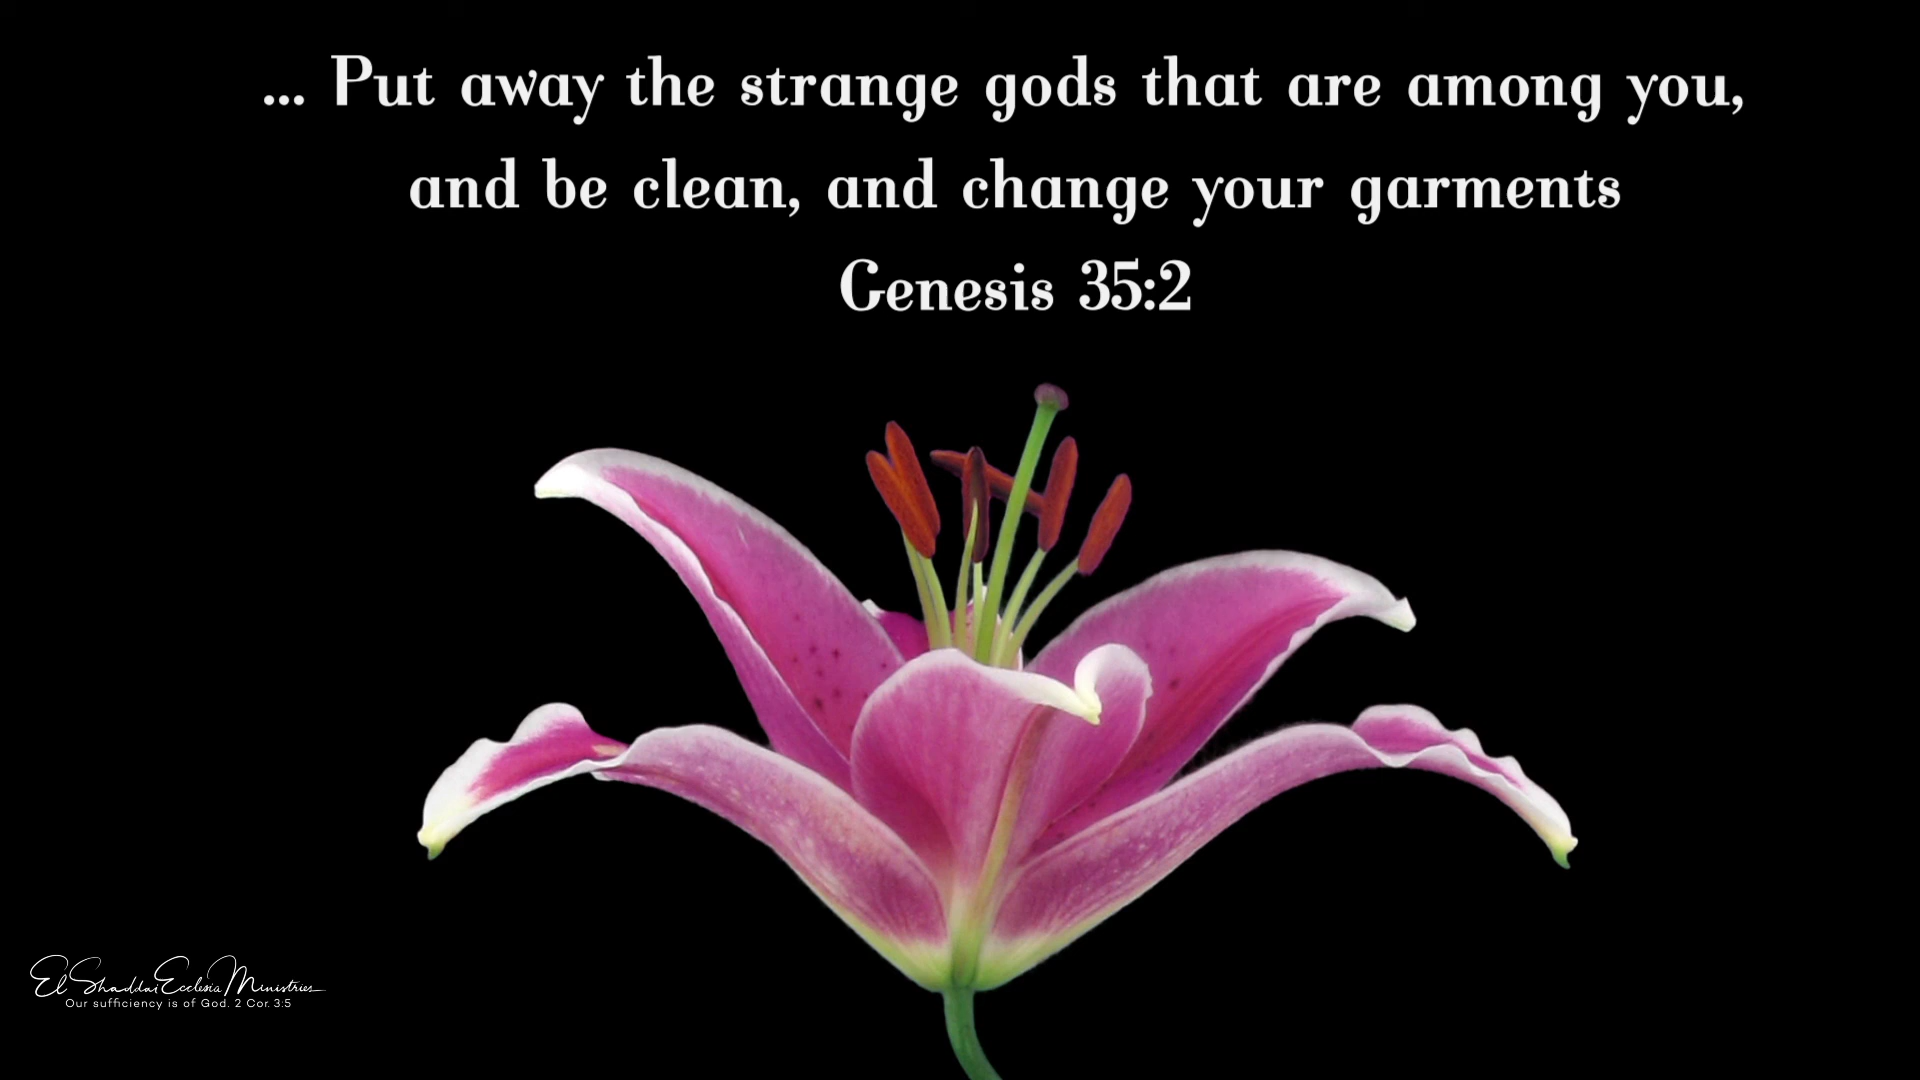 ... Put away the strange gods that are among you,
and be clean, and change your garments
Genesis 35:2
El Shaddai Ecclesia Ministries
Our sufficiency is of God. 2 Cor. 3:5